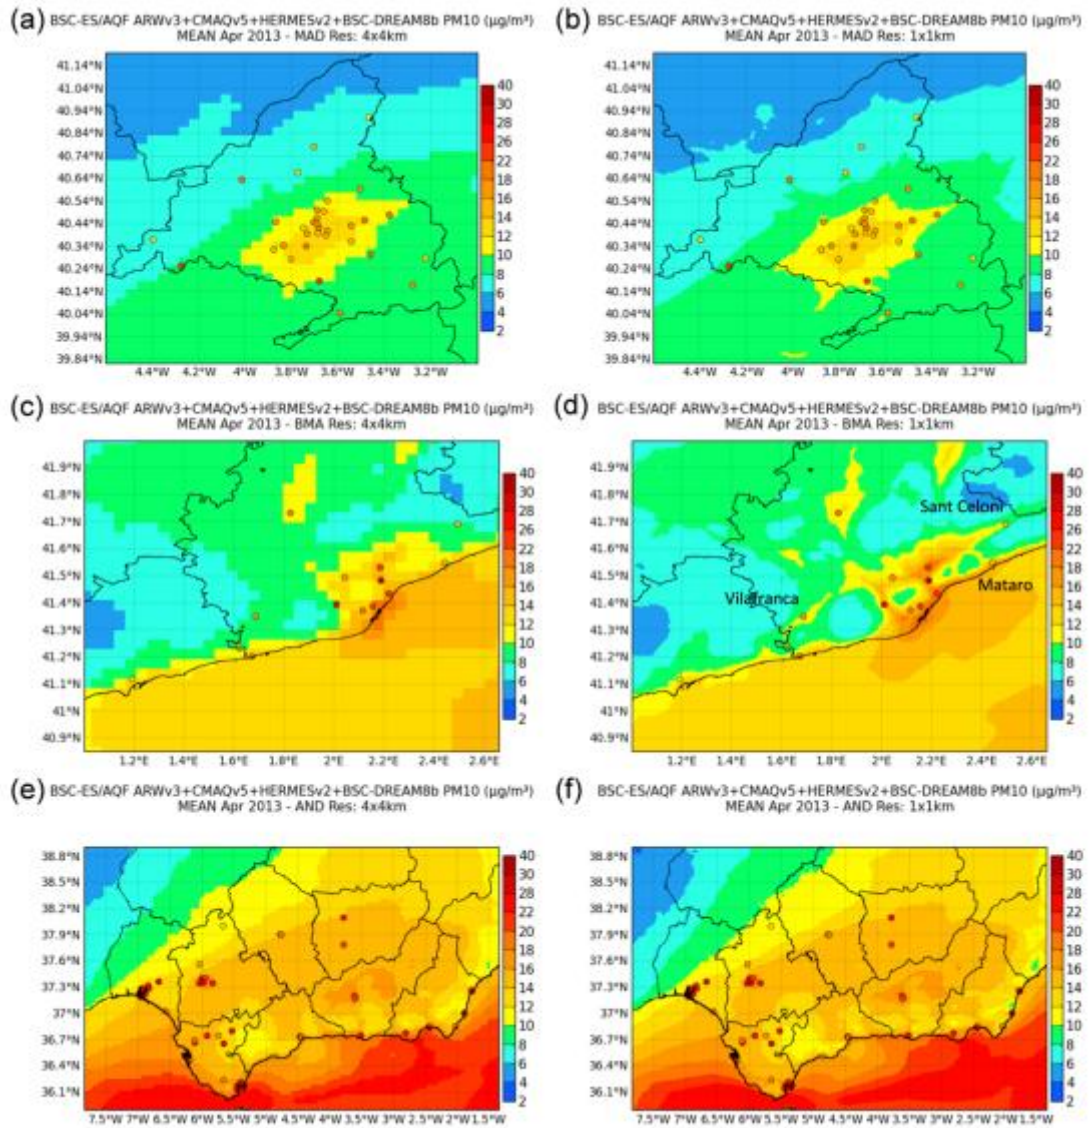 (a) BSC-ES/AQF ARWv3+CMAQv5+HERMESv2+BSC-DREAM8b PM10 (µg/m³)
MEAN Apr 2013 - MAD Res: 4x4km
41.14°N
41.04°N
40.94°N
40.84°N
40.74°N
40.64°N
40.54°N
40.44°N
40.34°N
40.24°N
40.14°N
40.04°N
39.94°N
39.84°N
4.4°W 4.2°W 4°W 3.8°W 3.6°W 3.4°W 3.2°W
40
30
28
26
24
22
20
18
16
14
12
10
8
6
4
2
(b) BSC-ES/AQF ARWv3+CMAQv5+HERMESv2+BSC-DREAM8b PM10 (µg/m³)
MEAN Apr 2013 - MAD Res: 1x1km
41.14°N
41.04°N
40.94°N
40.84°N
40.74°N
40.64°N
40.54°N
40.44°N
40.34°N
40.24°N
40.14°N
40.04°N
39.94°N
39.84°N
4.4°W 4.2°W 4°W 3.8°W 3.6°W 3.4°W 3.2°W
40
30
28
26
24
22
20
18
16
14
12
10
8
6
4
2
(c) BSC-ES/AQF ARWv3+CMAQv5+HERMESv2+BSC-DREAM8b PM10 (µg/m³)
MEAN Apr 2013 - BMA Res: 4x4km
41.9°N
41.8°N
41.7°N
41.6°N
41.5°N
41.4°N
41.3°N
41.2°N
41.1°N
41°N
40.9°N
1.2°E 1.4°E 1.6°E 1.8°E 2°E 2.2°E 2.4°E 2.6°E
40
30
28
26
24
22
20
18
16
14
12
10
8
6
4
2
(d) BSC-ES/AQF ARWv3+CMAQv5+HERMESv2+BSC-DREAM8b PM10 (µg/m³)
MEAN Apr 2013 - BMA Res: 1x1km
41.9°N
41.8°N
41.7°N
41.6°N
41.5°N
41.4°N
41.3°N
41.2°N
41.1°N
41°N
40.9°N
Sant Celoni
Mataro
Vilafranca
1.2°E 1.4°E 1.6°E 1.8°E 2°E 2.2°E 2.4°E 2.6°E
40
30
28
26
24
22
20
18
16
14
12
10
8
6
4
2
(e) BSC-ES/AQF ARWv3+CMAQv5+HERMESv2+BSC-DREAM8b PM10 (µg/m³)
MEAN Apr 2013 - AND Res: 4x4km
38.8°N
38.5°N
38.2°N
37.9°N
37.6°N
37.3°N
37°N
36.7°N
36.4°N
36.1°N
7.5°W 7°W 6.5°W 6°W 5.5°W 5°W 4.5°W 4°W 3.5°W 3°W 2.5°W 2°W 1.5°W
40
30
28
26
24
22
20
18
16
14
12
10
8
6
4
2
(f) BSC-ES/AQF ARWv3+CMAQv5+HERMESv2+BSC-DREAM8b PM10 (µg/m³)
MEAN Apr 2013 - AND Res: 1x1km
38.8°N
38.5°N
38.2°N
37.9°N
37.6°N
37.3°N
37°N
36.7°N
36.4°N
36.1°N
7.5°W 7°W 6.5°W 6°W 5.5°W 5°W 4.5°W 4°W 3.5°W 3°W 2.5°W 2°W 1.5°W
40
30
28
26
24
22
20
18
16
14
12
10
8
6
4
2